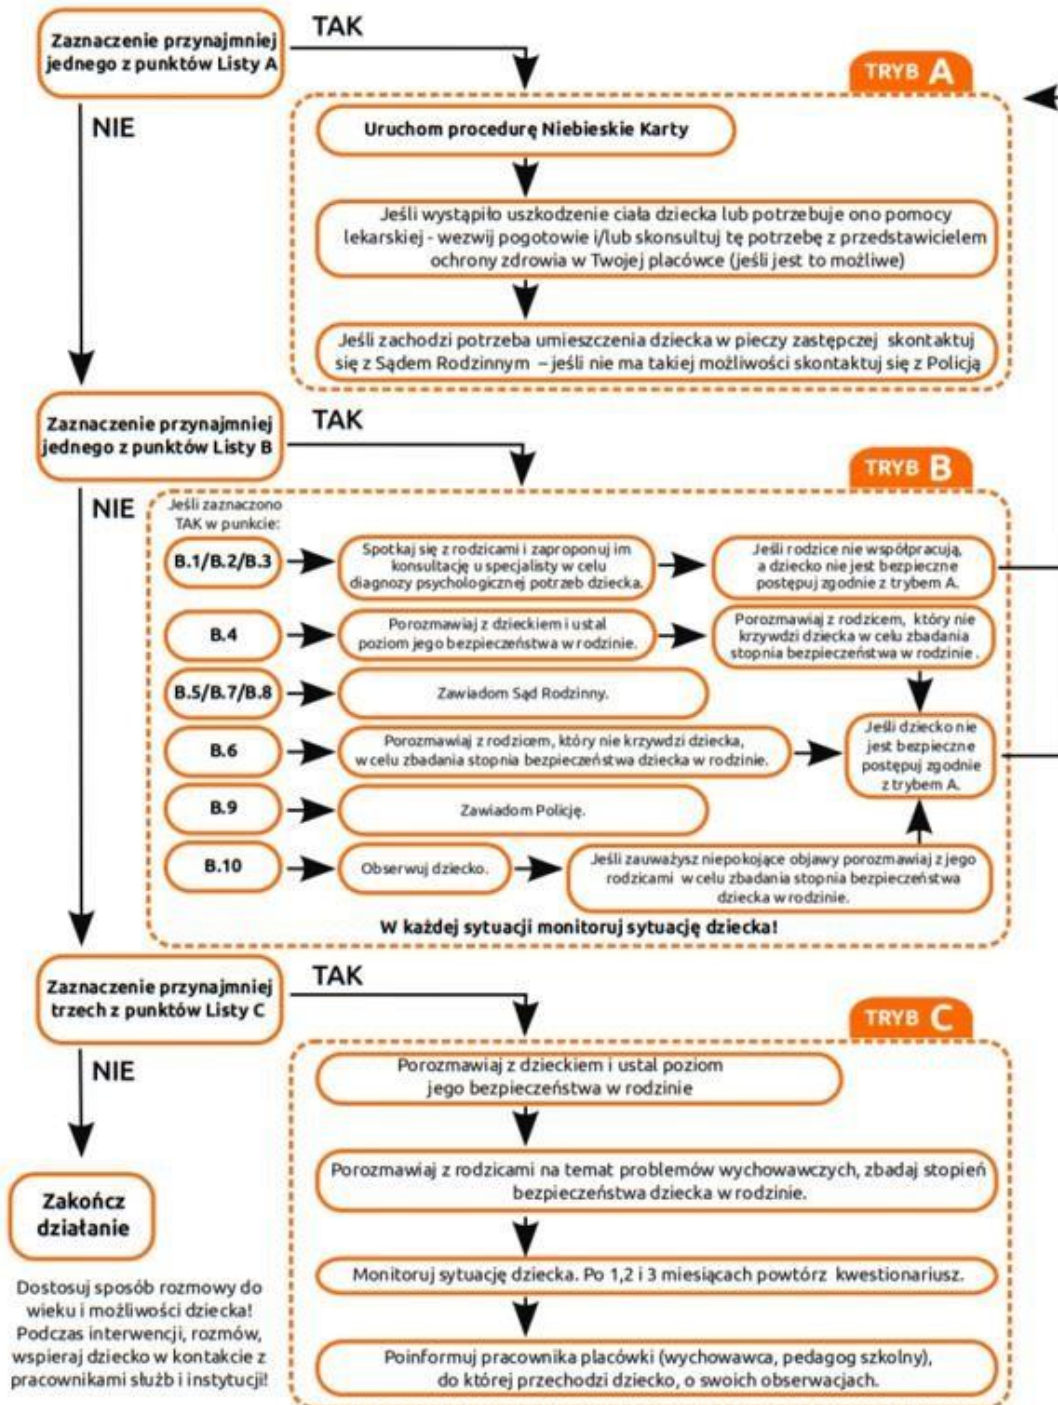 Zaznaczenie przynajmniej
jednego z punktów Listy A
TAK
NIE
TRYB A
Uruchom procedurę Niebieskie Karty
Jeśli wystąpiło uszkodzenie ciała dziecka lub potrzebuje ono pomocy
lekarskiej - wezwij pogotowie i/lub skonsultuj tę potrzebę z przedstawicielem
ochrony zdrowia w Twojej placówce (jeśli jest to możliwe)
Jeśli zachodzi potrzeba umieszczenia dziecka w pieczy zastępczej skontaktuj
się z Sądem Rodzinnym – jeśli nie ma takiej możliwości skontaktuj się z Policją
Zaznaczenie przynajmniej
jednego z punktów Listy B
TAK
NIE
TRYB B
Jeśli zaznaczono
TAK w punkcie:
B.1/B.2/B.3
Spotkaj się z rodzicami i zaproponuj im
konsultację u specjalisty w celu
diagnozy psychologicznej potrzeb dziecka.
Jeśli rodzice nie współpracują,
a dziecko nie jest bezpieczne
postępuj zgodnie z trybem A.
B.4
Porozmawiaj z dzieckiem i ustal
poziom jego bezpieczeństwa w rodzinie.
Porozmawiaj z rodzicem, który nie
krzywdzi dziecka w celu zbadania
stopnia bezpieczeństwa w rodzinie .
B.5/B.7/B.8
Zawiadom Sąd Rodzinny.
B.6
Porozmawiaj z rodzicem, który nie krzywdzi dziecka,
w celu zbadania stopnia bezpieczeństwa dziecka w rodzinie.
Jeśli dziecko nie
jest bezpieczne
postępuj zgodnie
z trybem A.
B.9
Zawiadom Policję.
B.10
Obserwuj dziecko.
Jeśli zauważysz niepokojące objawy porozmawiaj z jego
rodzicami w celu zbadania stopnia bezpieczeństwa
dziecka w rodzinie.
W każdej sytuacji monitoruj sytuację dziecka!
Zaznaczenie przynajmniej
trzech z punktów Listy C
TAK
NIE
TRYB C
Porozmawiaj z dzieckiem i ustal poziom
jego bezpieczeństwa w rodzinie
Porozmawiaj z rodzicami na temat problemów wychowawczych, zbadaj stopień
bezpieczeństwa dziecka w rodzinie.
Monitoruj sytuację dziecka. Po 1,2 i 3 miesiącach powtórz kwestionariusz.
Poinformuj pracownika placówki (wychowawca, pedagog szkolny),
do której przechodzi dziecko, o swoich obserwacjach.
Zakończ
działanie
Dostosuj sposób rozmowy do
wieku i możliwości dziecka!
Podczas interwencji, rozmów,
wspieraj dziecko w kontakcie z
pracownikami służb i instytucji!